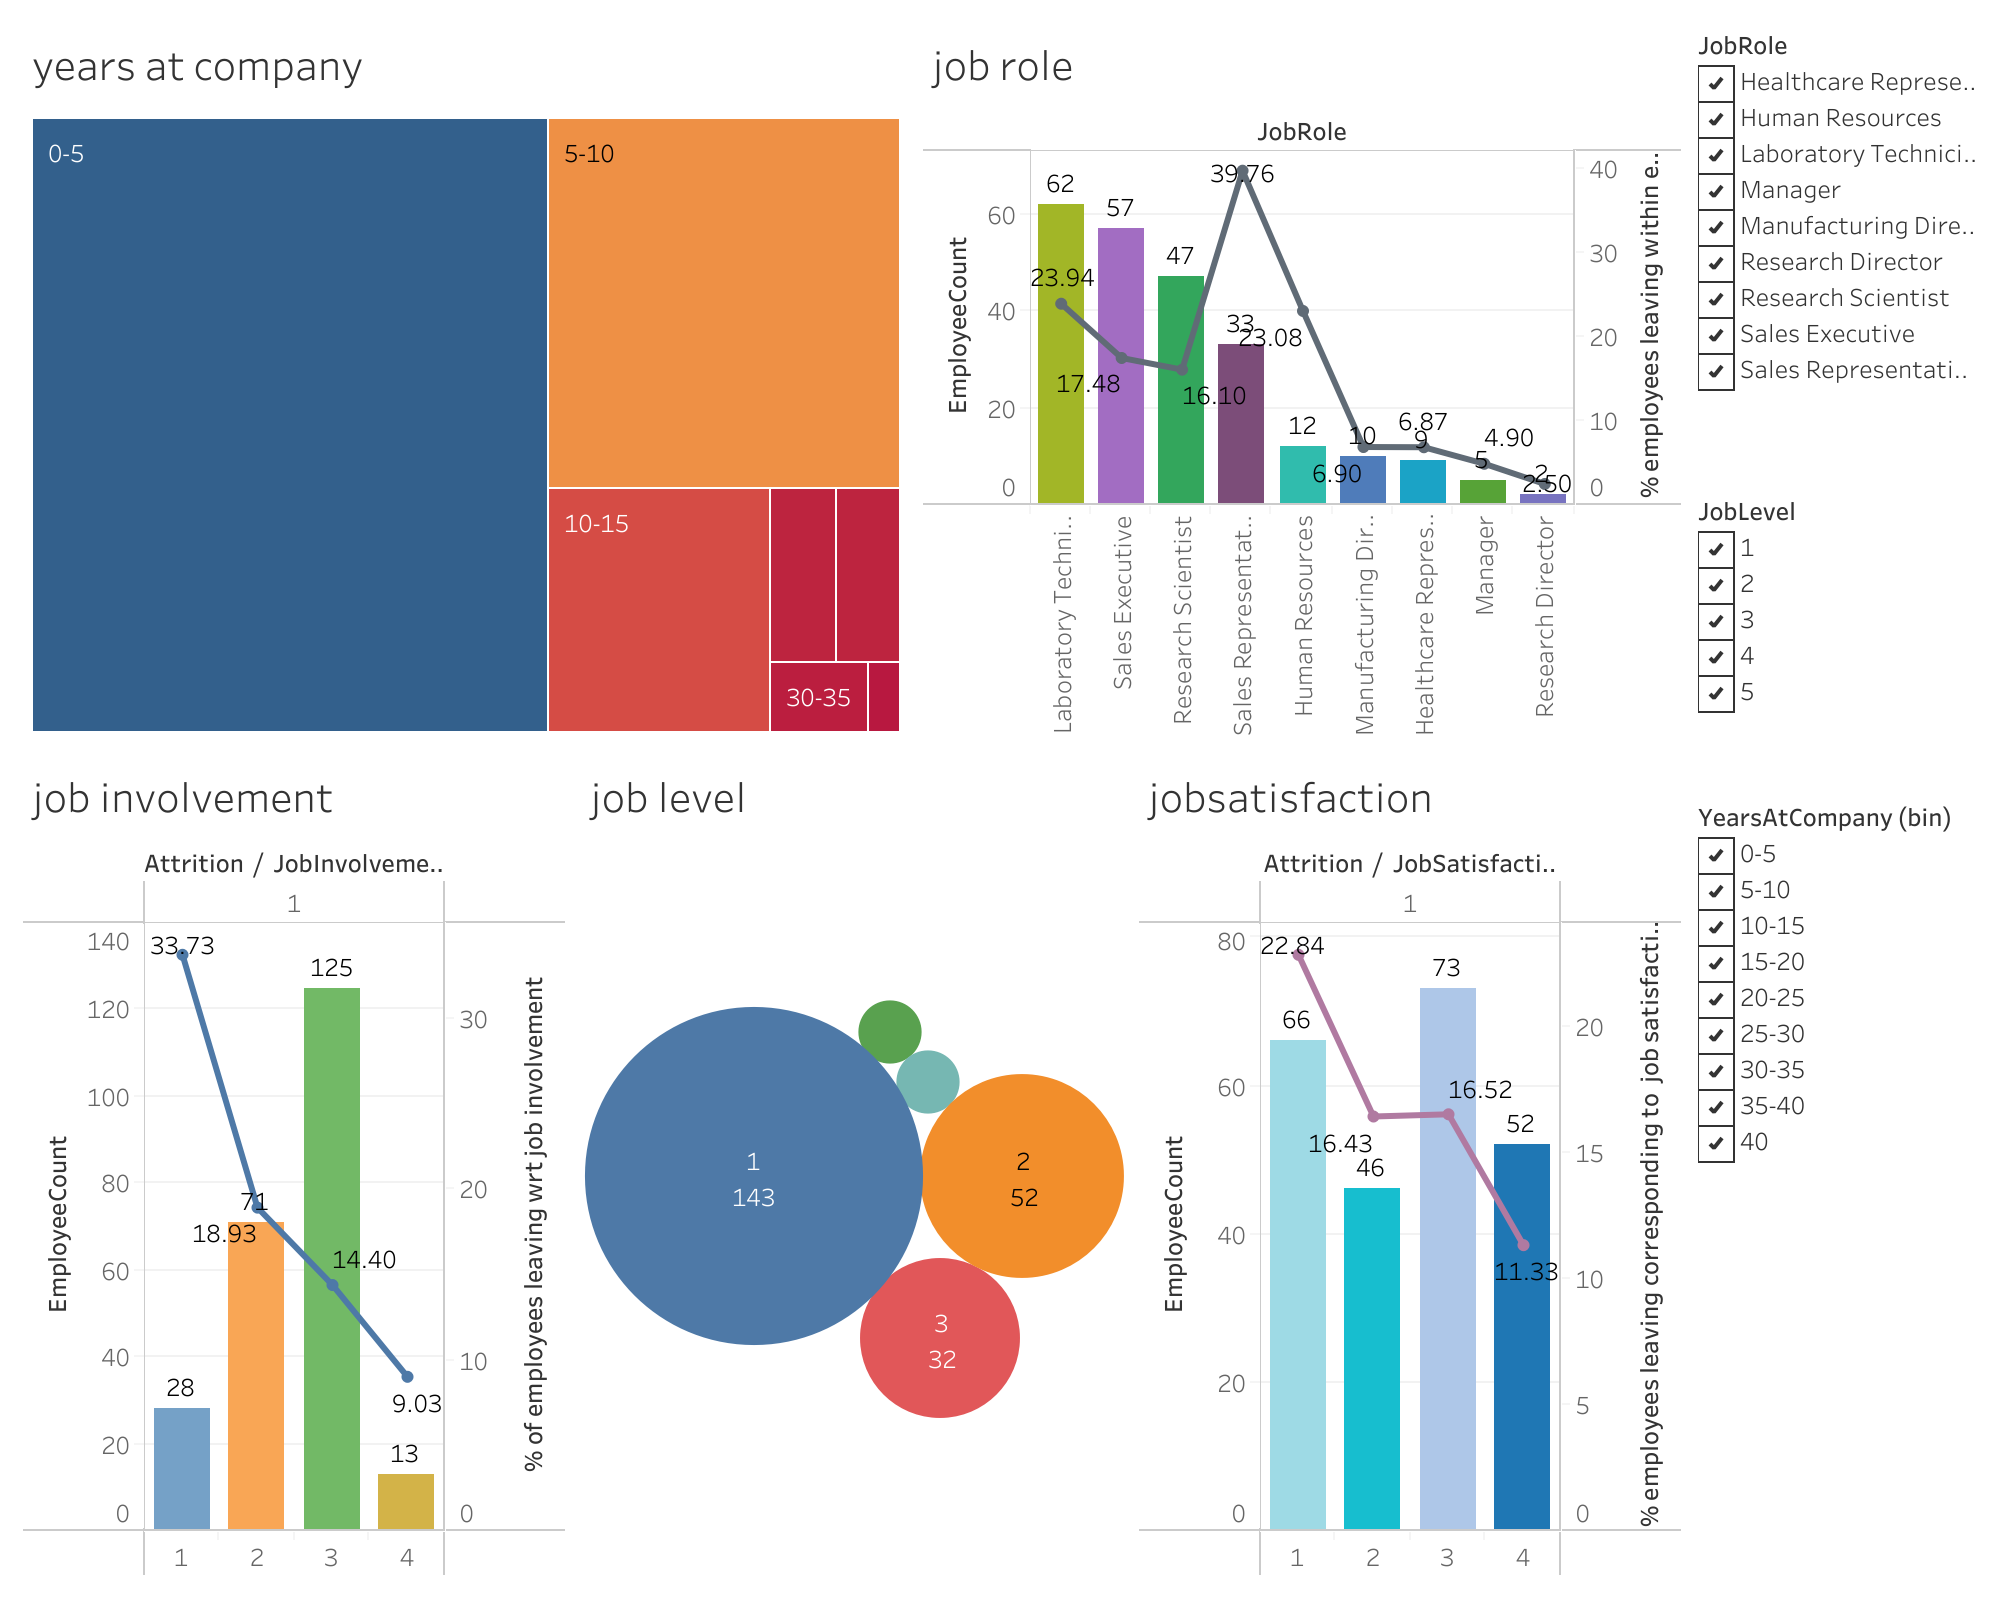 years at company
0-5
5-10
10-15
30-35
job role
JobRole
EmployeeCount
60
40
20
0
62
57
47
33
12
10
9
5
2
23.94
17.48
16.10
39.76
23.08
6.90
6.87
4.90
2.50
40
30
20
10
0
% employees leaving within e..
Laboratory Techni..
Sales Executive
Research Scientist
Sales Representat..
Human Resources
Manufacturing Dir..
Healthcare Repres..
Manager
Research Director
JobRole
Healthcare Represe..
Human Resources
Laboratory Technici..
Manager
Manufacturing Dire..
Research Director
Research Scientist
Sales Executive
Sales Representati..
JobLevel
1
2
3
4
5
job involvement
Attrition / JobInvolveme..
1
EmployeeCount
140
120
100
80
60
40
20
0
33.73
125
71
18.93
14.40
28
9.03
13
30
20
10
0
% of employees leaving wrt job involvement
1
2
3
4
job level
1
143
2
52
3
32
jobsatisfaction
Attrition / JobSatisfacti..
1
EmployeeCount
80
60
40
20
0
22.84
73
66
16.52
16.43
46
52
11.33
20
15
10
5
0
% employees leaving corresponding to job satisfacti..
1
2
3
4
YearsAtCompany (bin)
0-5
5-10
10-15
15-20
20-25
25-30
30-35
35-40
40